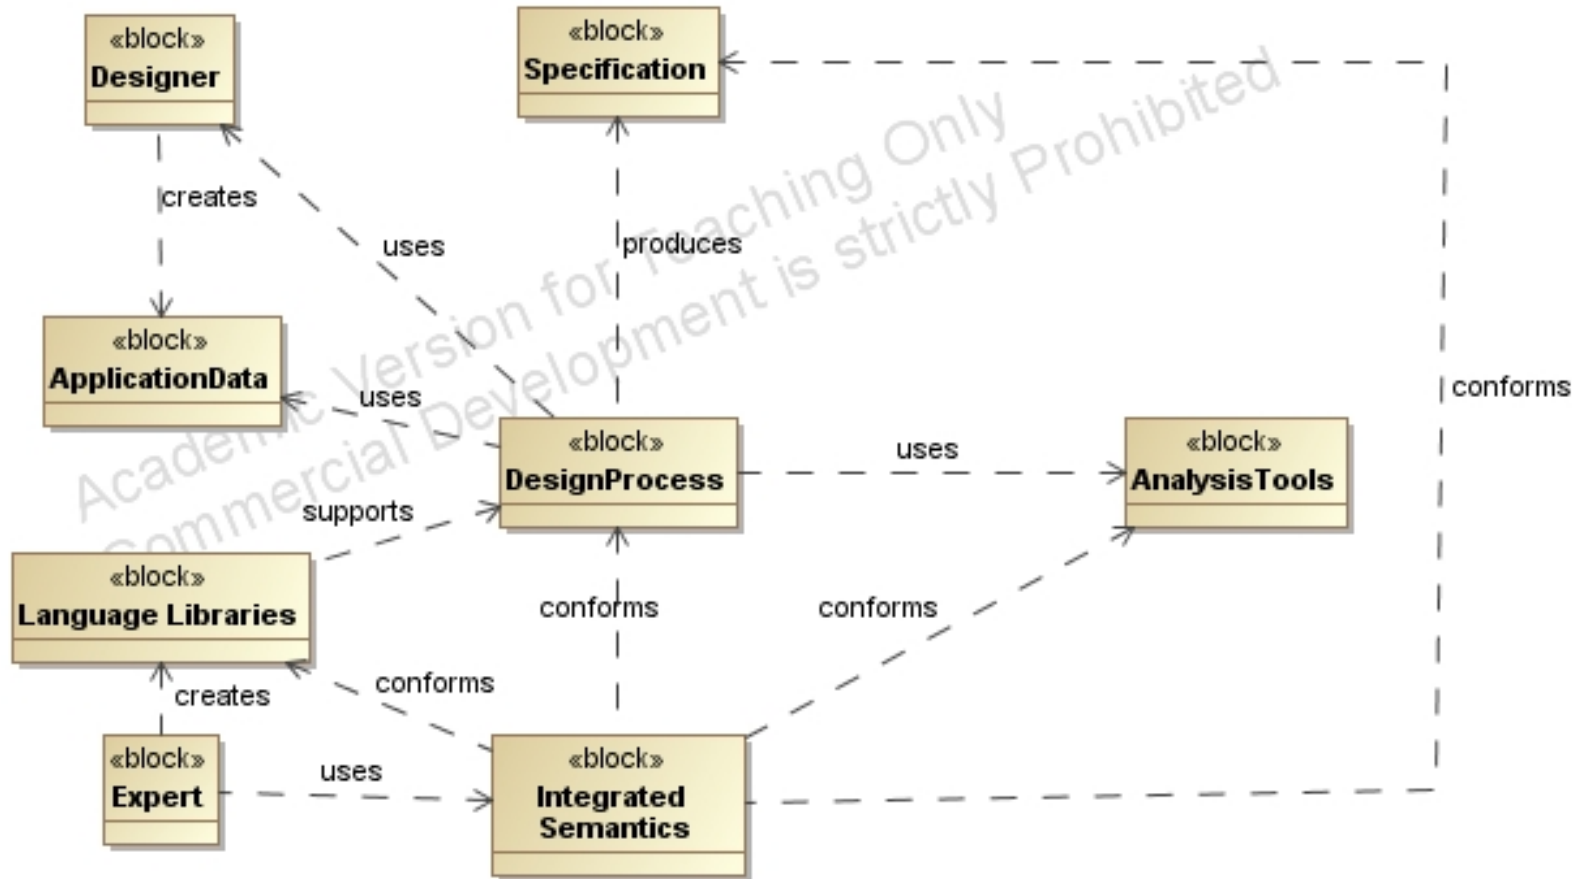 «block»
Designer
«block»
Specification
creates
uses
produces
«block»
ApplicationData
uses
conforms
«block»
DesignProcess
uses
«block»
AnalysisTools
supports
«block»
Language Libraries
conforms
conforms
creates
conforms
«block»
Expert
uses
«block»
Integrated
Semantics
Academic Version for Teaching Only
Commercial Development is strictly Prohibited